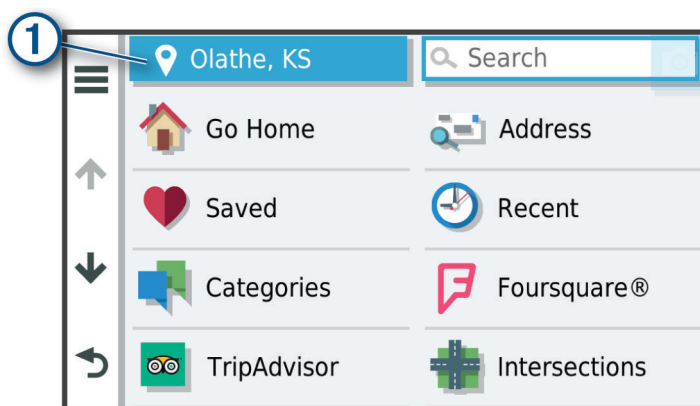 1
Olathe, KS
Search
Go Home
Address
Saved
Recent
Categories
Foursquare®
TripAdvisor
Intersections